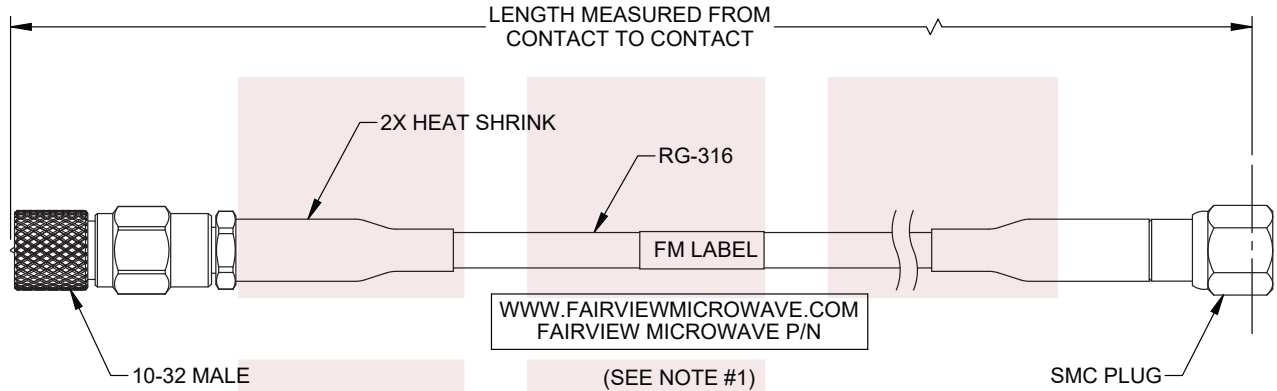 LENGTH MEASURED FROM
CONTACT TO CONTACT
2X HEAT SHRINK
RG-316
FM LABEL
WWW.FAIRVIEWMICROWAVE.COM
FAIRVIEW MICROWAVE P/N
10-32 MALE
(SEE NOTE #1)
SMC PLUG